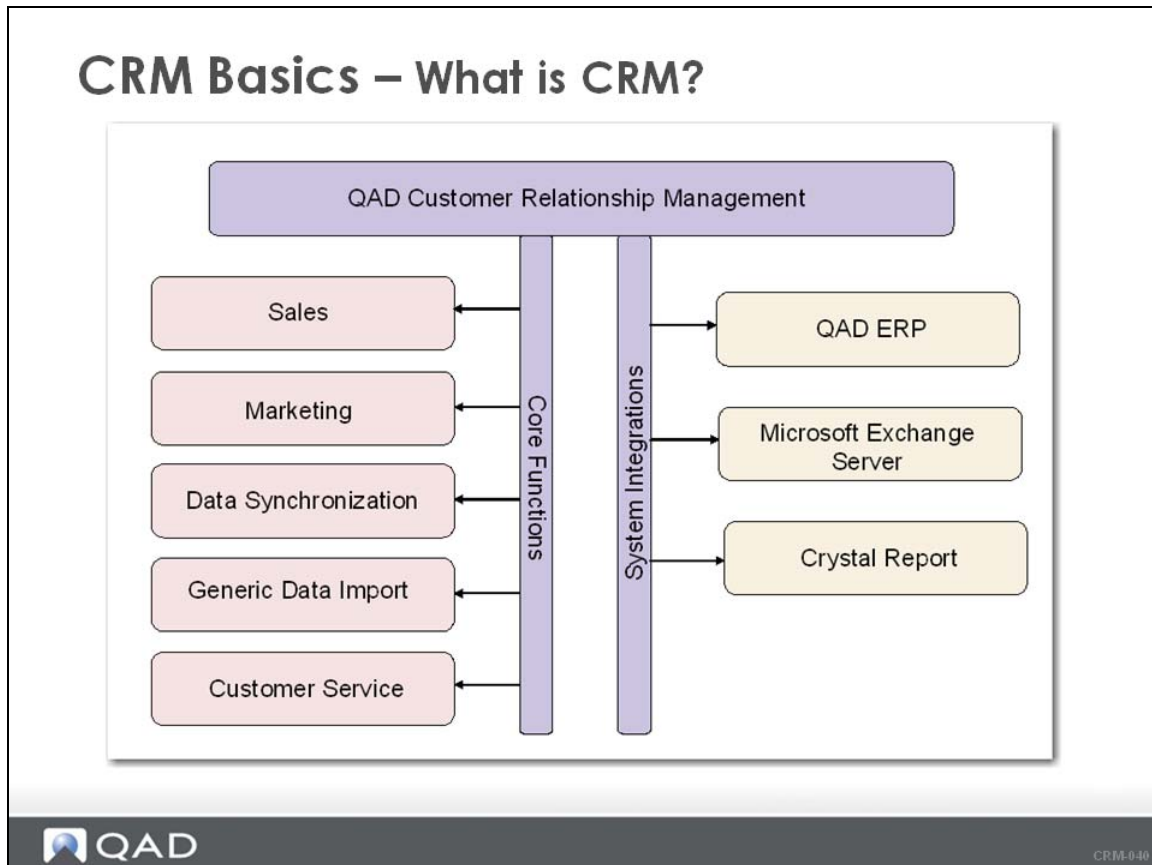 CRM Basics – What is CRM?
QAD Customer Relationship Management
Core Functions
Sales
Marketing
Data Synchronization
Generic Data Import
Customer Service
System Integrations
QAD ERP
Microsoft Exchange
Server
Crystal Report
QAD
CRM-040